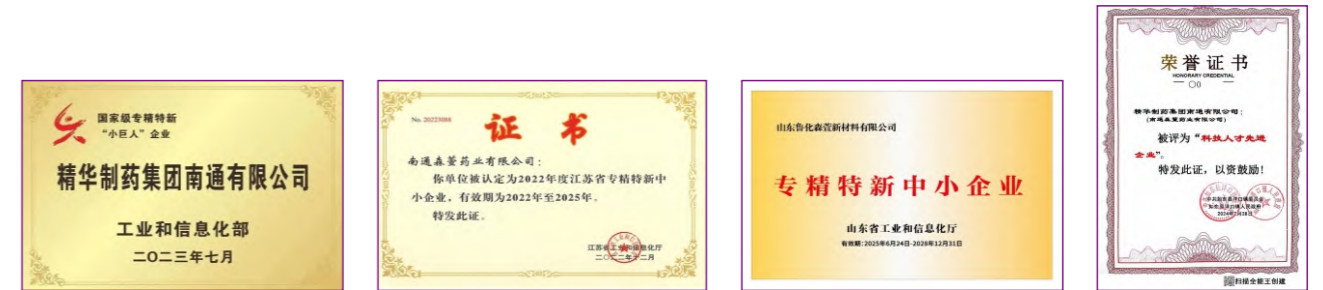 国家级专精特新
“小巨人”企业
精华制药集团南通有限公司
工业和信息化部
二〇二三年七月
No. 20223088
证 书
南通森萱药业有限公司：
你单位被认定为2022年度江苏省专精特新中
小企业，有效期为2022年至2025年。
特发此证。
江苏省工业和信息化厅
二〇二二年十二月
山东鲁化森萱新材料有限公司
专精特新中小企业
山东省工业和信息化厅
有效期：2025年6月24日-2028年12月31日
荣誉证书
HONORARY CREDENTIAL
精华制药集团南通有限公司：
（南通森萱药业有限公司）
被评为“科技人才先进
企业”。
特发此证，以资鼓励！
扫描全能王创建